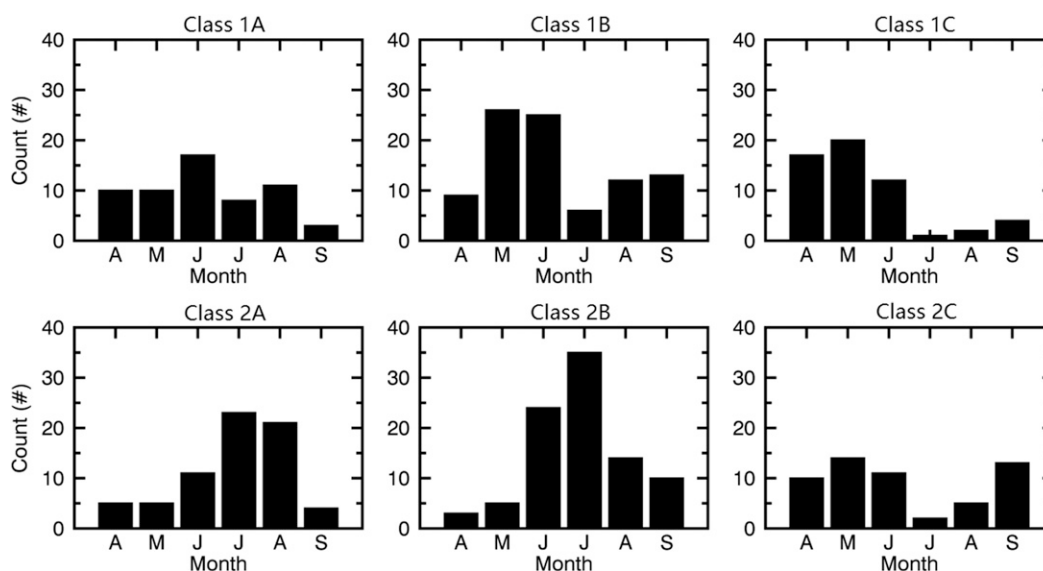 Class 1A Class 1B Class 1C
40 40 40
30 30 30
20 20 20
10 10 10
0 0 0
Count (#)
A M J J A S A M J J A S A M J J A S
Month Month Month
Class 2A Class 2B Class 2C
40 40 40
30 30 30
20 20 20
10 10 10
0 0 0
Count (#)
A M J J A S A M J J A S A M J J A S
Month Month Month